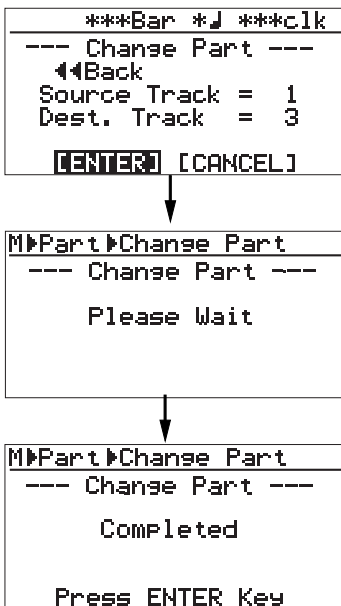 ***Bar *♩ ***clk
--- Change Part ---
◀◀Back
Source Track = 1
Dest. Track = 3
[ENTER] [CANCEL]
M▶Part▶Change Part
--- Change Part ---
Please Wait
M▶Part▶Change Part
--- Change Part ---
Completed
Press ENTER Key